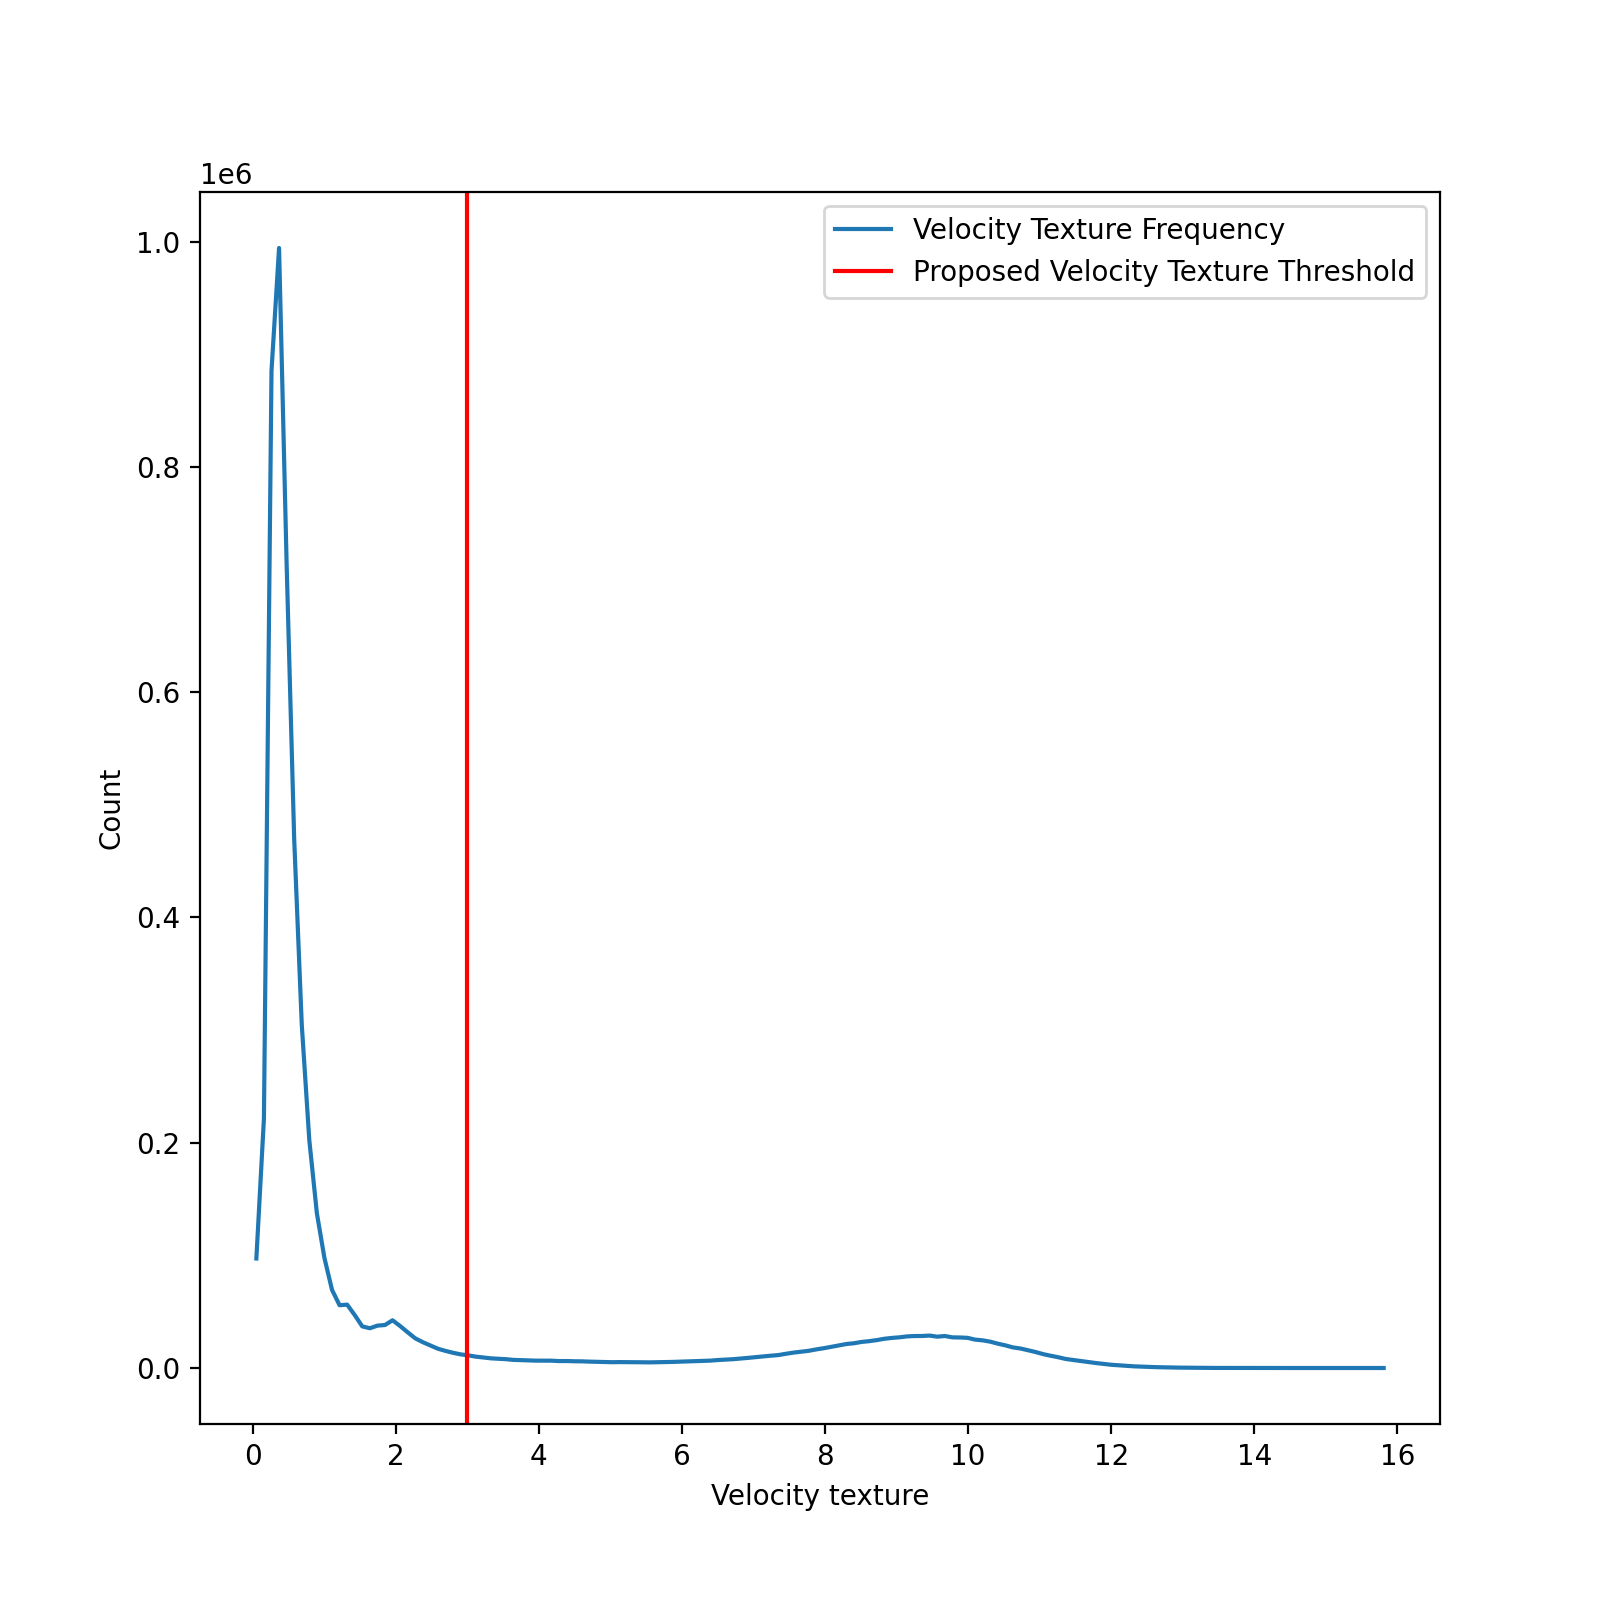 1e6
Velocity Texture Frequency
Proposed Velocity Texture Threshold
1.0
0.8
0.6
0.4
0.2
0.0
Count
0 2 4 6 8 10 12 14 16
Velocity texture